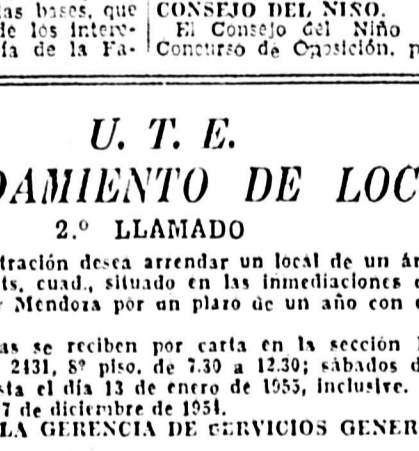 las bases, que
de los intere-
ía de la Fa-
CONSEJO DEL NIÑO.
El Consejo del Niño
Concurso de Oposición, p
U. T. E.
DAMIENTO DE LOC
2.º LLAMADO
tración desea arrendar un local de un ár
ts. cuad., situado en las inmediaciones
r Mendoza por un plazo de un año con
as se reciben por carta en la sección
2431, 8º piso, de 7.30 a 12.30; sábados d
sta el día 13 de enero de 1955, inclusive.
7 de diciembre de 1954.
LA GERENCIA DE SERVICIOS GENER